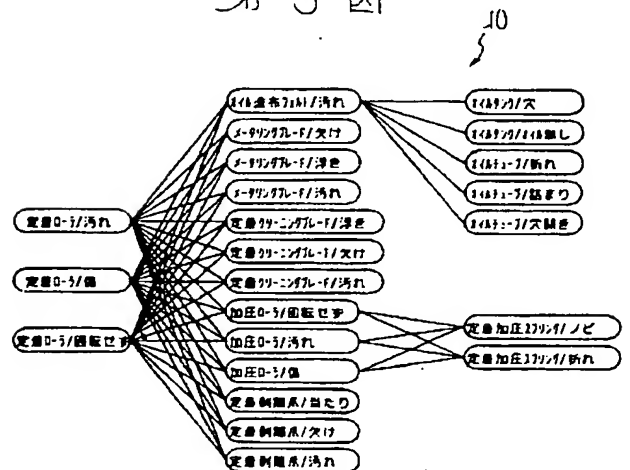 第5図
10
オイル塗布フェルト/汚れ
メータリングブレード/欠け
メータリングブレード/浮き
メータリングブレード/汚れ
定着クリーニングブレード/浮き
定着クリーニングブレード/欠け
定着クリーニングブレード/汚れ
加圧ローラ/回転せず
加圧ローラ/汚れ
加圧ローラ/傷
定着剥離爪/当たり
定着剥離爪/欠け
定着剥離爪/汚れ
定着ローラ/汚れ
定着ローラ/傷
定着ローラ/回転せず
オイルタンク/穴
オイルタンク/オイル無し
オイルチューブ/折れ
オイルチューブ/詰まり
オイルチューブ/穴開き
定着加圧スプリング/ノビ
定着加圧スプリング/折れ